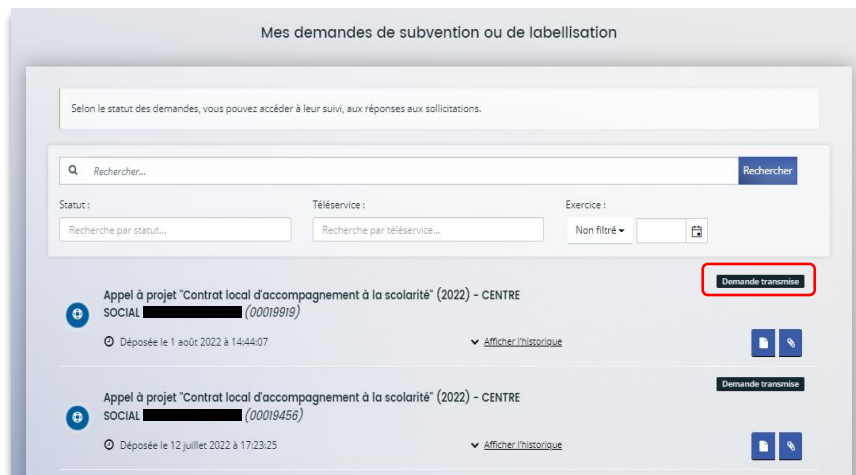 Mes demandes de subvention ou de labellisation
Selon le statut des demandes, vous pouvez accéder à leur suivi, aux réponses aux sollicitations.
Rechercher...
Rechercher
Statut :
Téléservice :
Exercice :
Recherche par statut...
Recherche par téléservice...
Non filtré
Demande transmise
Appel à projet "Contrat local d'accompagnement à la scolarité" (2022) - CENTRE
SOCIAL (00019919)
Déposée le 1 août 2022 à 14:44:07
Afficher l'historique
Demande transmise
Appel à projet "Contrat local d'accompagnement à la scolarité" (2022) - CENTRE
SOCIAL (00019456)
Déposée le 12 juillet 2022 à 17:23:25
Afficher l'historique